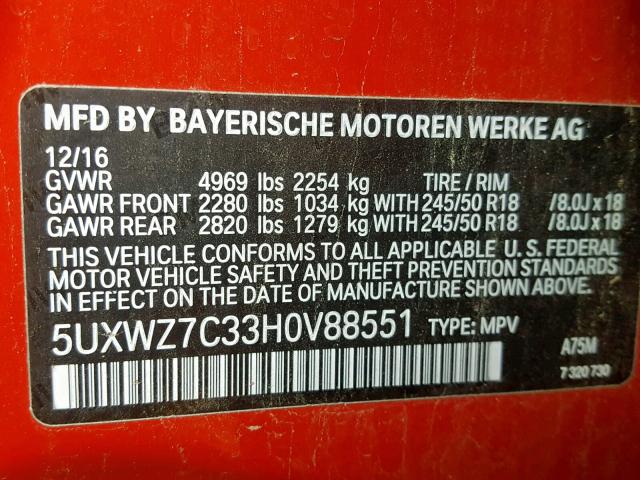 MFD BY BAYERISCHE MOTOREN WERKE AG
12/16
GVWR 4969 lbs 2254 kg TIRE / RIM
GAWR FRONT 2280 lbs 1034 kg WITH 245/50 R18 /8.0J x 18
GAWR REAR 2820 lbs 1279 kg WITH 245/50 R18 /8.0J x 18
THIS VEHICLE CONFORMS TO ALL APPLICABLE U. S. FEDERAL
MOTOR VEHICLE SAFETY AND THEFT PREVENTION STANDARDS
IN EFFECT ON THE DATE OF MANUFACTURE SHOWN ABOVE.
5UXWZ7C33H0V88551 TYPE: MPV
A75M
7 320 730